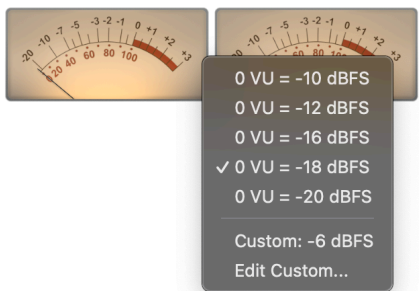 -20 -10 -7 -5 -3 -2 -1 0 +1 +2 +3
0 20 40 60 80 100
-20 -10 -7 -5 -3 -2 -1 0 +1 +2 +3
0 VU = -10 dBFS
0 VU = -12 dBFS
0 VU = -16 dBFS
✓ 0 VU = -18 dBFS
0 VU = -20 dBFS
Custom: -6 dBFS
Edit Custom...